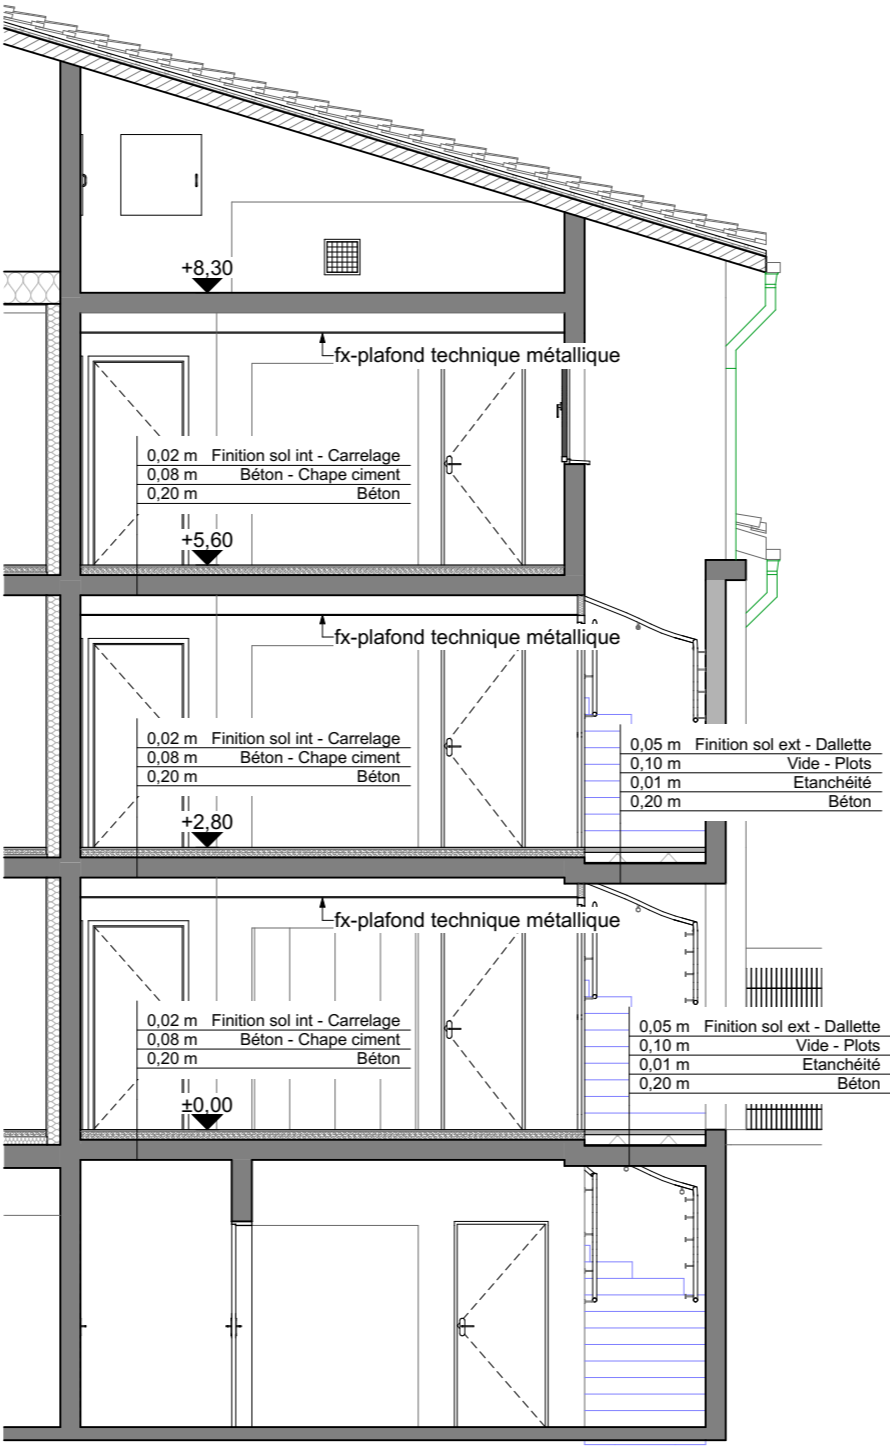 +8,30
fx-plafond technique métallique
0,02 m Finition sol int - Carrelage
0,08 m Béton - Chape ciment
0,20 m Béton
+5,60
fx-plafond technique métallique
0,02 m Finition sol int - Carrelage
0,08 m Béton - Chape ciment
0,20 m Béton
0,05 m Finition sol ext - Dallette
0,10 m Vide - Plots
0,01 m Etanchéité
0,20 m Béton
+2,80
fx-plafond technique métallique
0,02 m Finition sol int - Carrelage
0,08 m Béton - Chape ciment
0,20 m Béton
0,05 m Finition sol ext - Dallette
0,10 m Vide - Plots
0,01 m Etanchéité
0,20 m Béton
±0,00